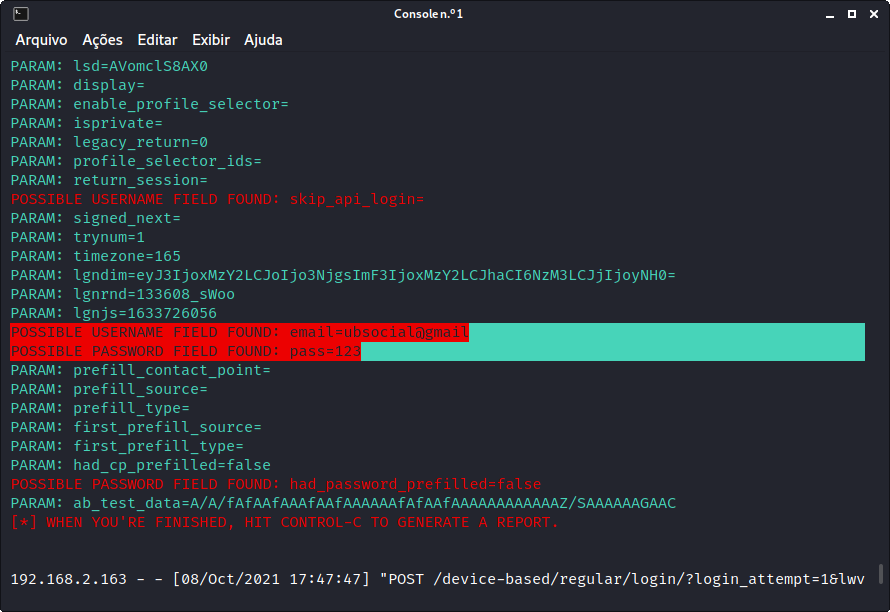 Console n.º 1
Arquivo Ações Editar Exibir Ajuda
PARAM: lsd=AVomclS8AX0
PARAM: display=
PARAM: enable_profile_selector=
PARAM: isprivate=
PARAM: legacy_return=0
PARAM: profile_selector_ids=
PARAM: return_session=
POSSIBLE USERNAME FIELD FOUND: skip_api_login=
PARAM: signed_next=
PARAM: trynum=1
PARAM: timezone=165
PARAM: lgndim=eyJ3IjoxMzY2LCJoIjo3NjgsImF3IjoxMzY2LCJhaCI6NzM3LCJjIjoyNH0=
PARAM: lgnrnd=133608_sWoo
PARAM: lgnjs=1633726056
POSSIBLE USERNAME FIELD FOUND: email=ubsocial@gmail
POSSIBLE PASSWORD FIELD FOUND: pass=123
PARAM: prefill_contact_point=
PARAM: prefill_source=
PARAM: prefill_type=
PARAM: first_prefill_source=
PARAM: first_prefill_type=
PARAM: had_cp_prefilled=false
POSSIBLE PASSWORD FIELD FOUND: had_password_prefilled=false
PARAM: ab_test_data=A/A/fAfAAfAAAfAAfAAAAAAfAfAAfAAAAAAAAAAAAZ/SAAAAAAGAAC
[*] WHEN YOU'RE FINISHED, HIT CONTROL-C TO GENERATE A REPORT.
192.168.2.163 - - [08/Oct/2021 17:47:47] "POST /device-based/regular/login/?login_attempt=1&lwv